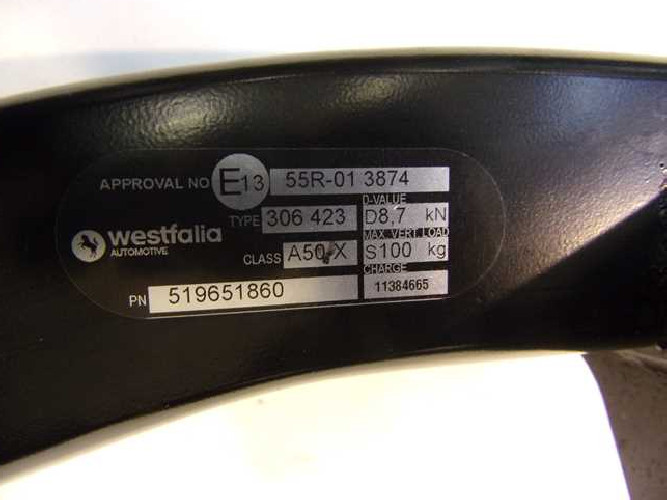 APPROVAL NO E13 55R-01 3874
D-VALUE
TYPE 306 423 D8,7 kN
MAX. VERT. LOAD
westfalia
AUTOMOTIVE
CLASS A50-X S100 kg
CHARGE
PN 519651860 11384665